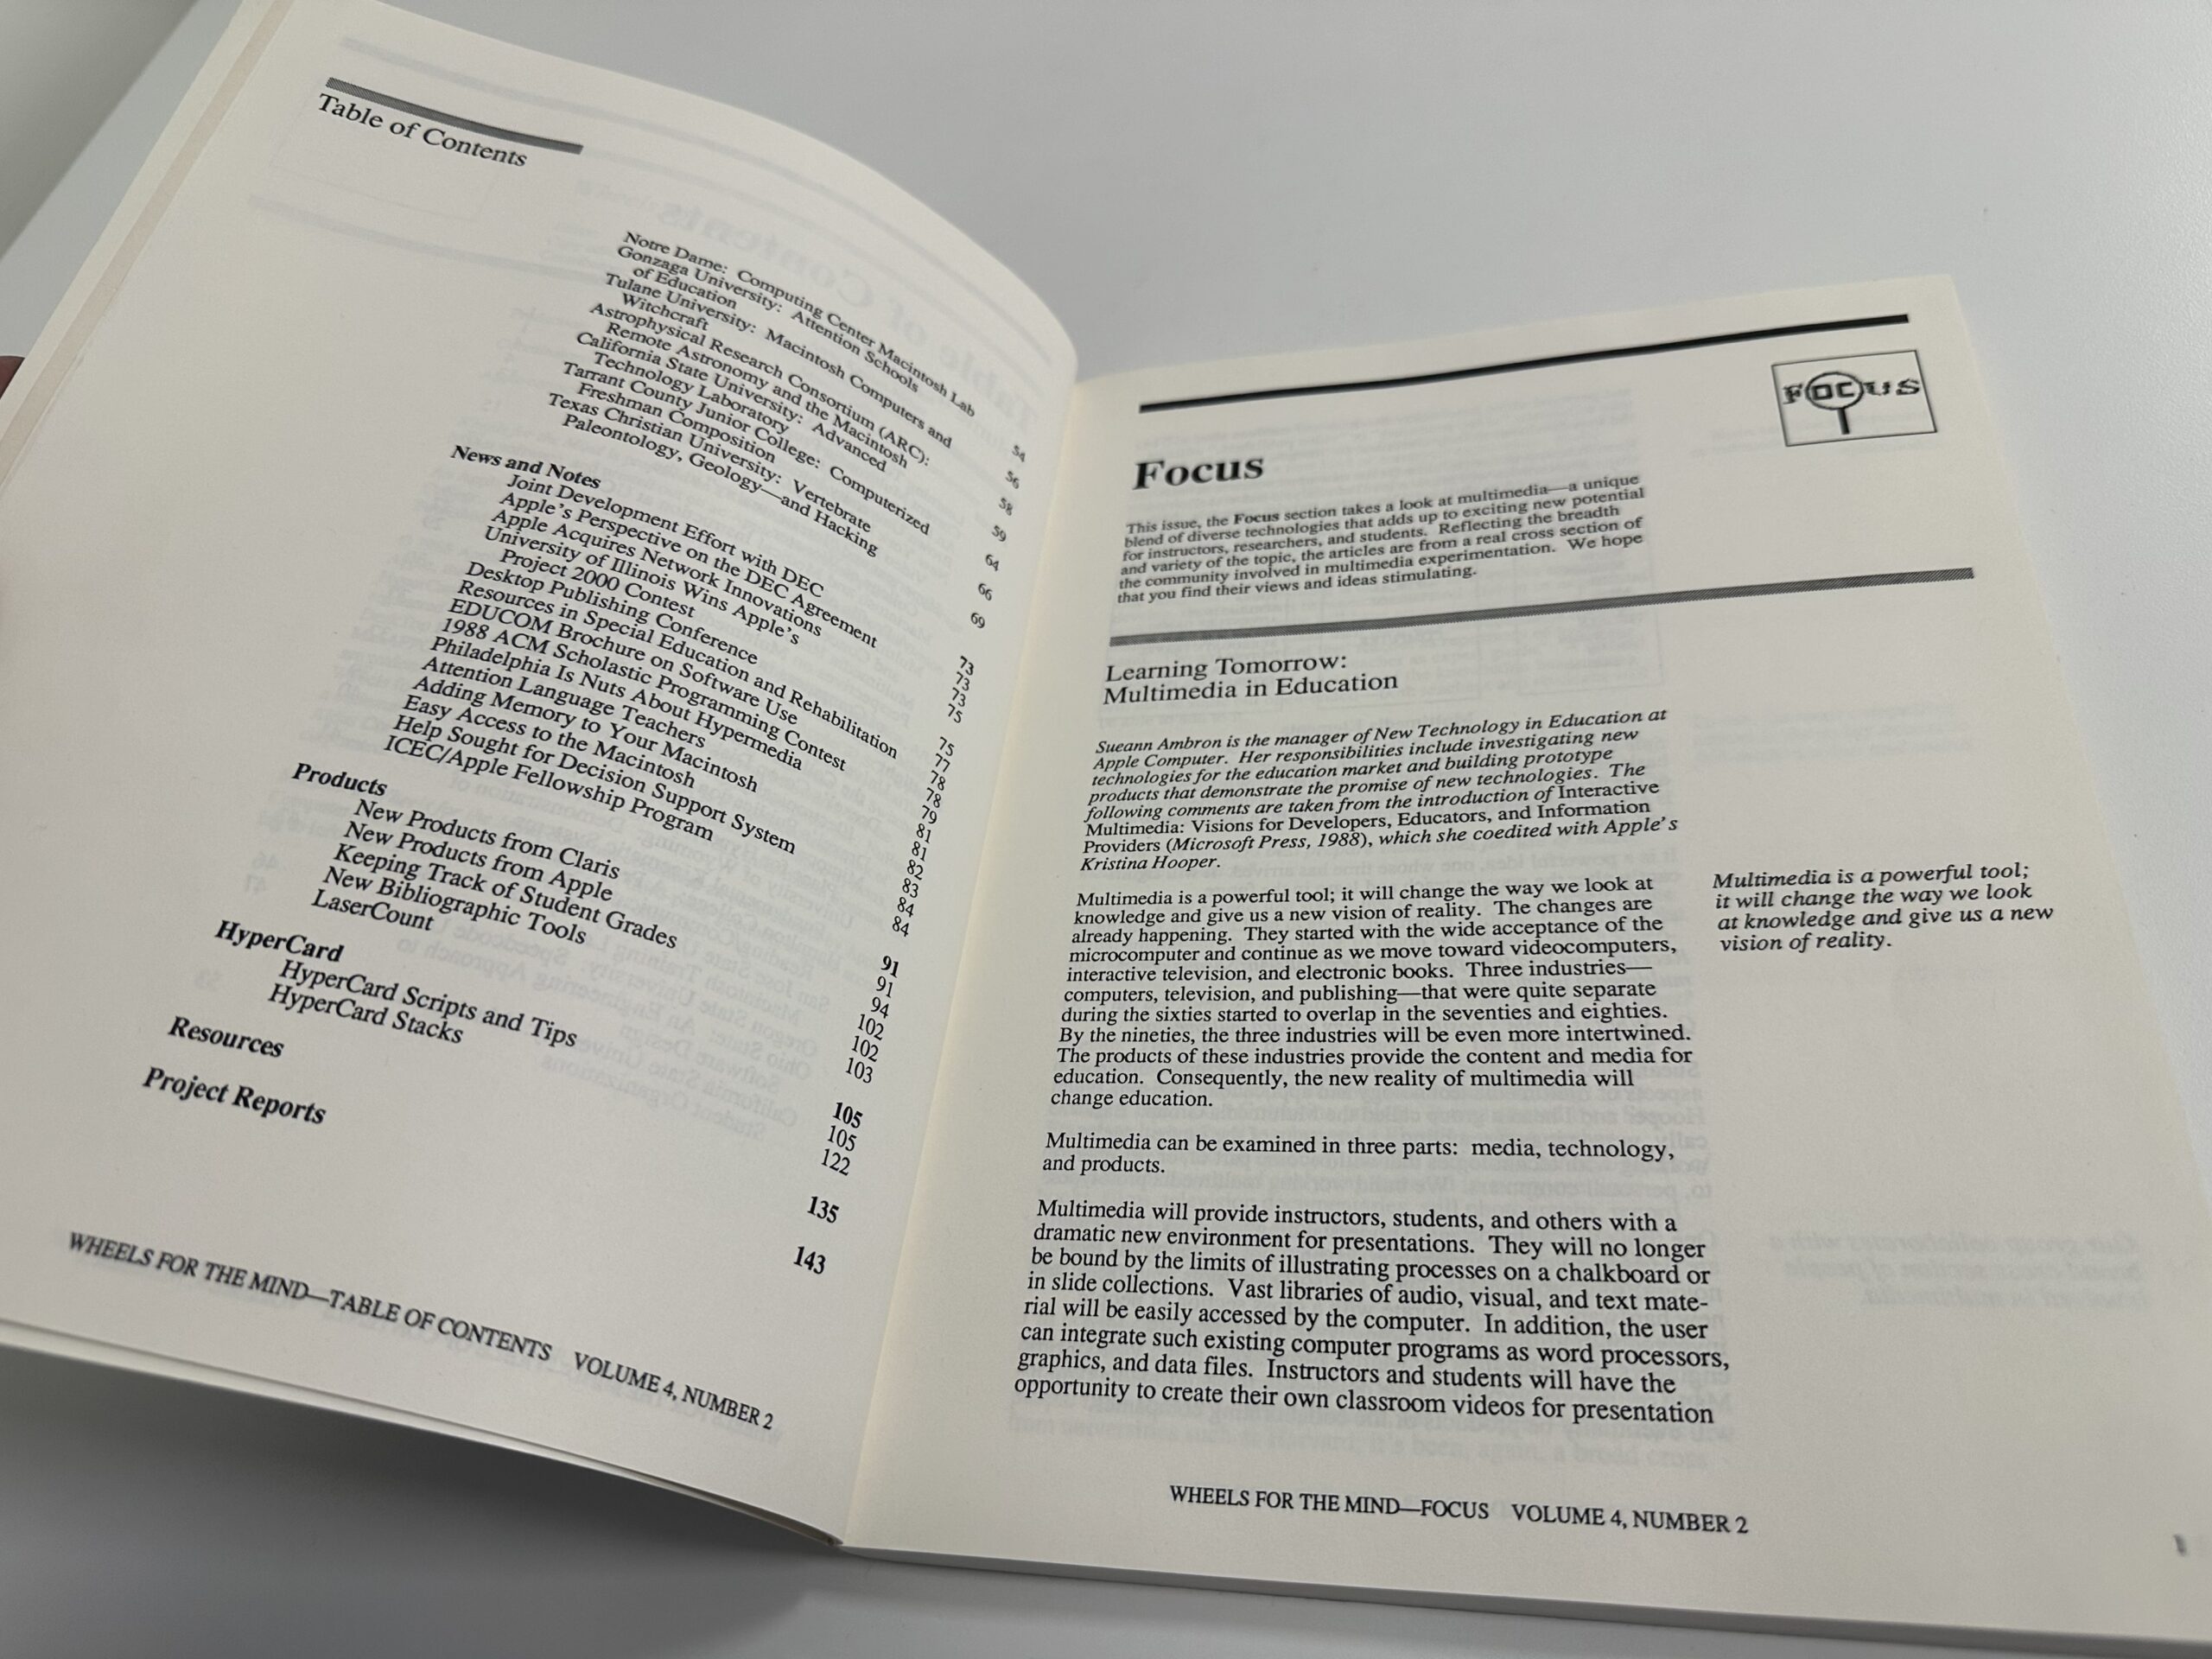 Table of Contents
Notre Dame: Computing Center Macintosh Lab 54
Gonzaga University: Attention Schools
of Education 56
Tulane University: Macintosh Computers and
Witchcraft 58
Astrophysical Research Consortium (ARC):
Remote Astronomy and the Macintosh 59
California State University: Advanced
Technology Laboratory 64
Tarrant County Junior College: Computerized
Freshman Composition 66
Texas Christian University: Vertebrate
Paleontology, Geology—and Hacking 69
News and Notes 73
Joint Development Effort with DEC 73
Apple's Perspective on the DEC Agreement 73
Apple Acquires Network Innovations 75
University of Illinois Wins Apple's
Project 2000 Contest 75
Desktop Publishing Conference 77
Resources in Special Education and Rehabilitation 78
EDUCOM Brochure on Software Use 78
1988 ACM Scholastic Programming Contest 79
Philadelphia Is Nuts About Hypermedia 81
Attention Language Teachers 81
Adding Memory to Your Macintosh 82
Easy Access to the Macintosh 83
Help Sought for Decision Support System 84
ICEC/Apple Fellowship Program 84
Products 91
New Products from Claris 91
New Products from Apple 94
Keeping Track of Student Grades 102
New Bibliographic Tools 102
LaserCount 103
HyperCard 105
HyperCard Scripts and Tips 105
HyperCard Stacks 122
Resources 135
Project Reports 143
WHEELS FOR THE MIND—TABLE OF CONTENTS VOLUME 4, NUMBER 2
FOCUS
Focus
This issue, the Focus section takes a look at multimedia—a unique
blend of diverse technologies that adds up to exciting new potential
for instructors, researchers, and students. Reflecting the breadth
and variety of the topic, the articles are from a real cross section of
the community involved in multimedia experimentation. We hope
that you find their views and ideas stimulating.
Learning Tomorrow:
Multimedia in Education
Sueann Ambron is the manager of New Technology in Education at
Apple Computer. Her responsibilities include investigating new
technologies for the education market and building prototype
products that demonstrate the promise of new technologies. The
following comments are taken from the introduction of Interactive
Multimedia: Visions for Developers, Educators, and Information
Providers (Microsoft Press, 1988), which she coedited with Apple's
Kristina Hooper.
Multimedia is a powerful tool; it will change the way we look at
knowledge and give us a new vision of reality. The changes are
already happening. They started with the wide acceptance of the
microcomputer and continue as we move toward videocomputers,
interactive television, and electronic books. Three industries—
computers, television, and publishing—that were quite separate
during the sixties started to overlap in the seventies and eighties.
By the nineties, the three industries will be even more intertwined.
The products of these industries provide the content and media for
education. Consequently, the new reality of multimedia will
change education.
Multimedia can be examined in three parts: media, technology,
and products.
Multimedia will provide instructors, students, and others with a
dramatic new environment for presentations. They will no longer
be bound by the limits of illustrating processes on a chalkboard or
in slide collections. Vast libraries of audio, visual, and text mate-
rial will be easily accessed by the computer. In addition, the user
can integrate such existing computer programs as word processors,
graphics, and data files. Instructors and students will have the
opportunity to create their own classroom videos for presentation
Multimedia is a powerful tool;
it will change the way we look
at knowledge and give us a new
vision of reality.
WHEELS FOR THE MIND—FOCUS VOLUME 4, NUMBER 2
1